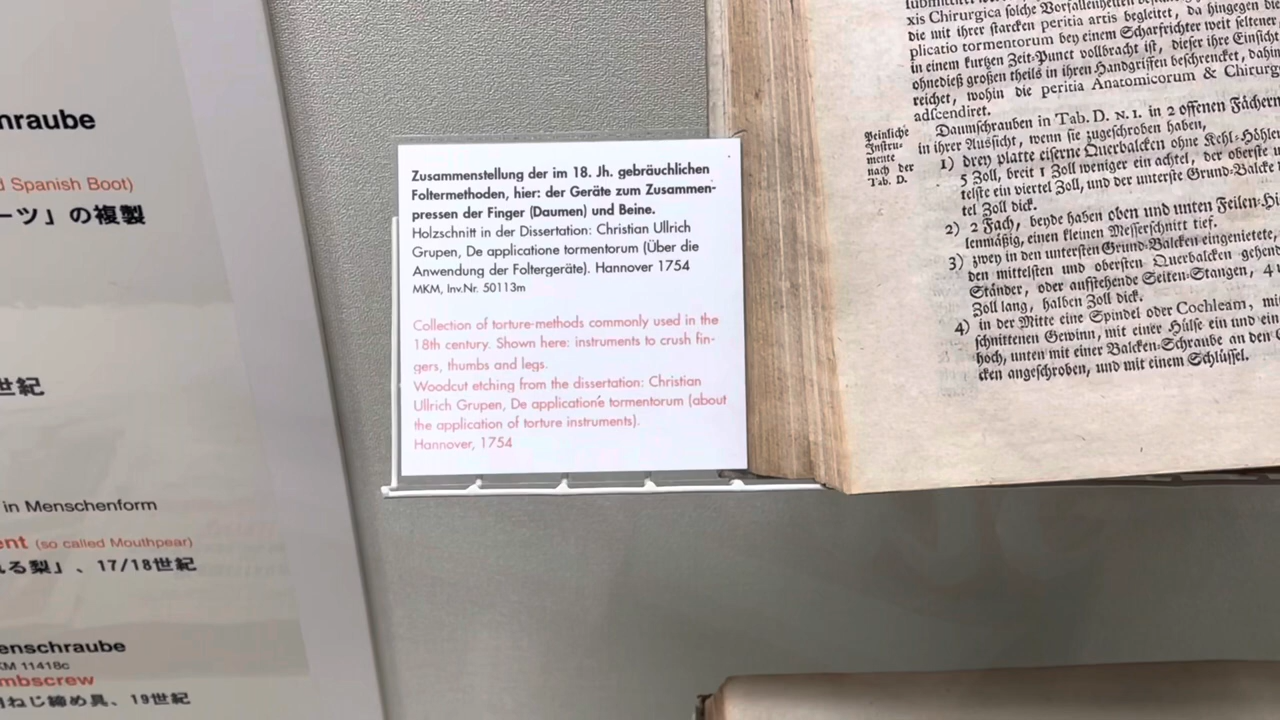 nraube
d Spanish Boot)
ーツ」の複製
世紀
in Menschenform
ent (so called Mouthpear)
る梨」、17/18世紀
enschraube
KM 11418c
mbscrew
ねじ締め具、19世紀
Zusammenstellung der im 18. Jh. gebräuchlichen
Foltermethoden, hier: der Geräte zum Zusammen-
pressen der Finger (Daumen) und Beine.
Holzschnitt in der Dissertation: Christian Ullrich
Grupen, De applicatione tormentorum (Über die
Anwendung der Foltergeräte). Hannover 1754
MKM, Inv.Nr. 50113m
Collection of torture-methods commonly used in the
18th century. Shown here: instruments to crush fin-
gers, thumbs and legs.
Woodcut etching from the dissertation: Christian
Ullrich Grupen, De applicatione tormentorum (about
the application of torture instruments).
Hannover, 1754
xis Chirurgica solche Vorfallenheiten
die mit ihrer starcken peritia artis begleitet, da hingegen die
plicatio tormentorum bey einem Scharfrichter weit seltener
in einem kurtzen Zeit-Punct vollbracht ist, dieser ihre Einsicht
ohnedieß großen theils in ihren Handgriffen beschrencket, dahin
reichet, wohin die peritia Anatomicorum & Chirurg
adscendiret.
Peinliche
Instru-
mente
nach der
Tab. D.
Daumschrauben in Tab. D. N. I. in 2 offenen Fächern
in ihrer Aussicht, wenn sie zugeschroben haben,
1) drey platte eiserne Querbalcken ohne Kehl-Höhler
5 Zoll, breit 1 Zoll weniger ein achtel, der oberste u
telste ein viertel Zoll, und der unterste Grund-Balcke
tel Zoll dick.
2) 2 Fach, beyde haben oben und unten Feilen-Hi
lenmäßig, einen kleinen Messerschnitt tief.
3) zwey in den untersten Grund-Balcken eingenietete,
den mittelsten und obersten Querbalcken gehend
Ständer, oder aufstehende Seiten-Stangen, 4
Zoll lang, halben Zoll dick.
4) in der Mitte eine Spindel oder Cochleam, mi
schnittenen Gewinn, mit einer Hülse ein und ein
hoch, unten mit einer Balcken-Schraube an den
cken angeschroben, und mit einem Schlüssel.